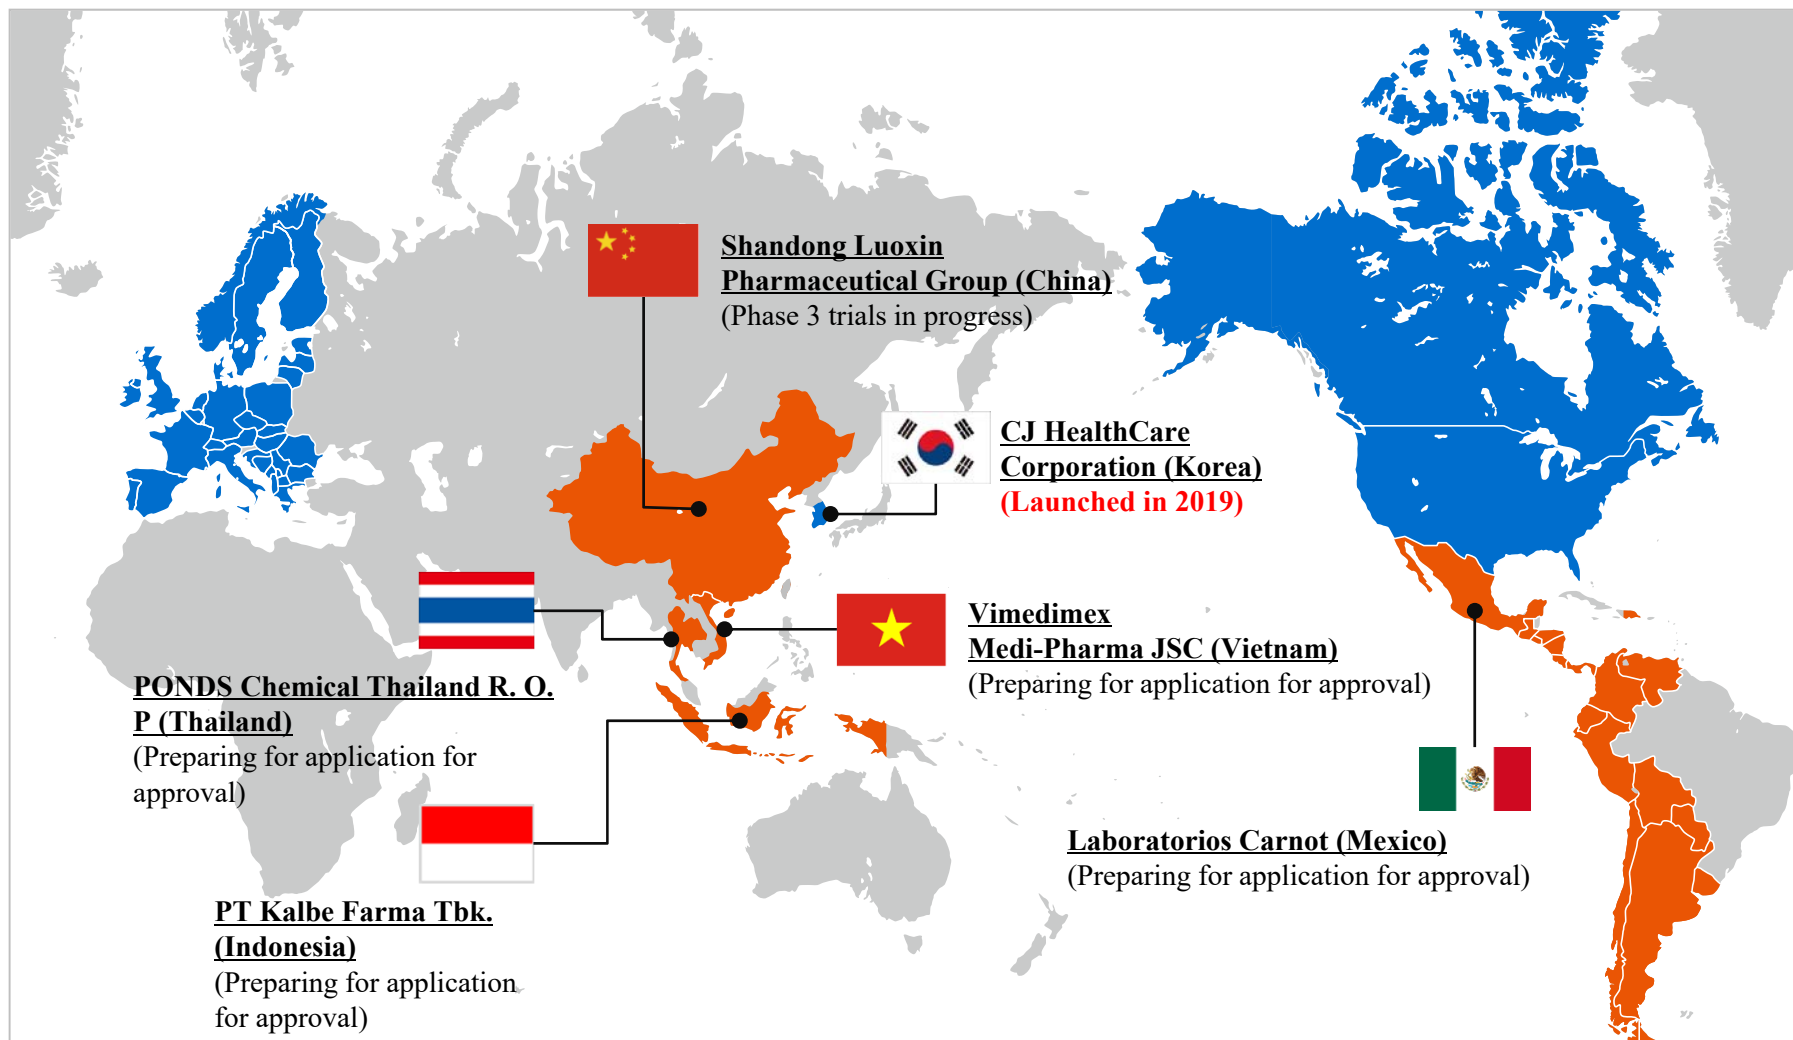 Shandong Luoxin
Pharmaceutical Group (China)
(Phase 3 trials in progress)
CJ HealthCare
Corporation (Korea)
(Launched in 2019)
Vimedimex
Medi-Pharma JSC (Vietnam)
(Preparing for application for approval)
PONDS Chemical Thailand R. O.
P (Thailand)
(Preparing for application for
approval)
Laboratorios Carnot (Mexico)
(Preparing for application for approval)
PT Kalbe Farma Tbk.
(Indonesia)
(Preparing for application
for approval)